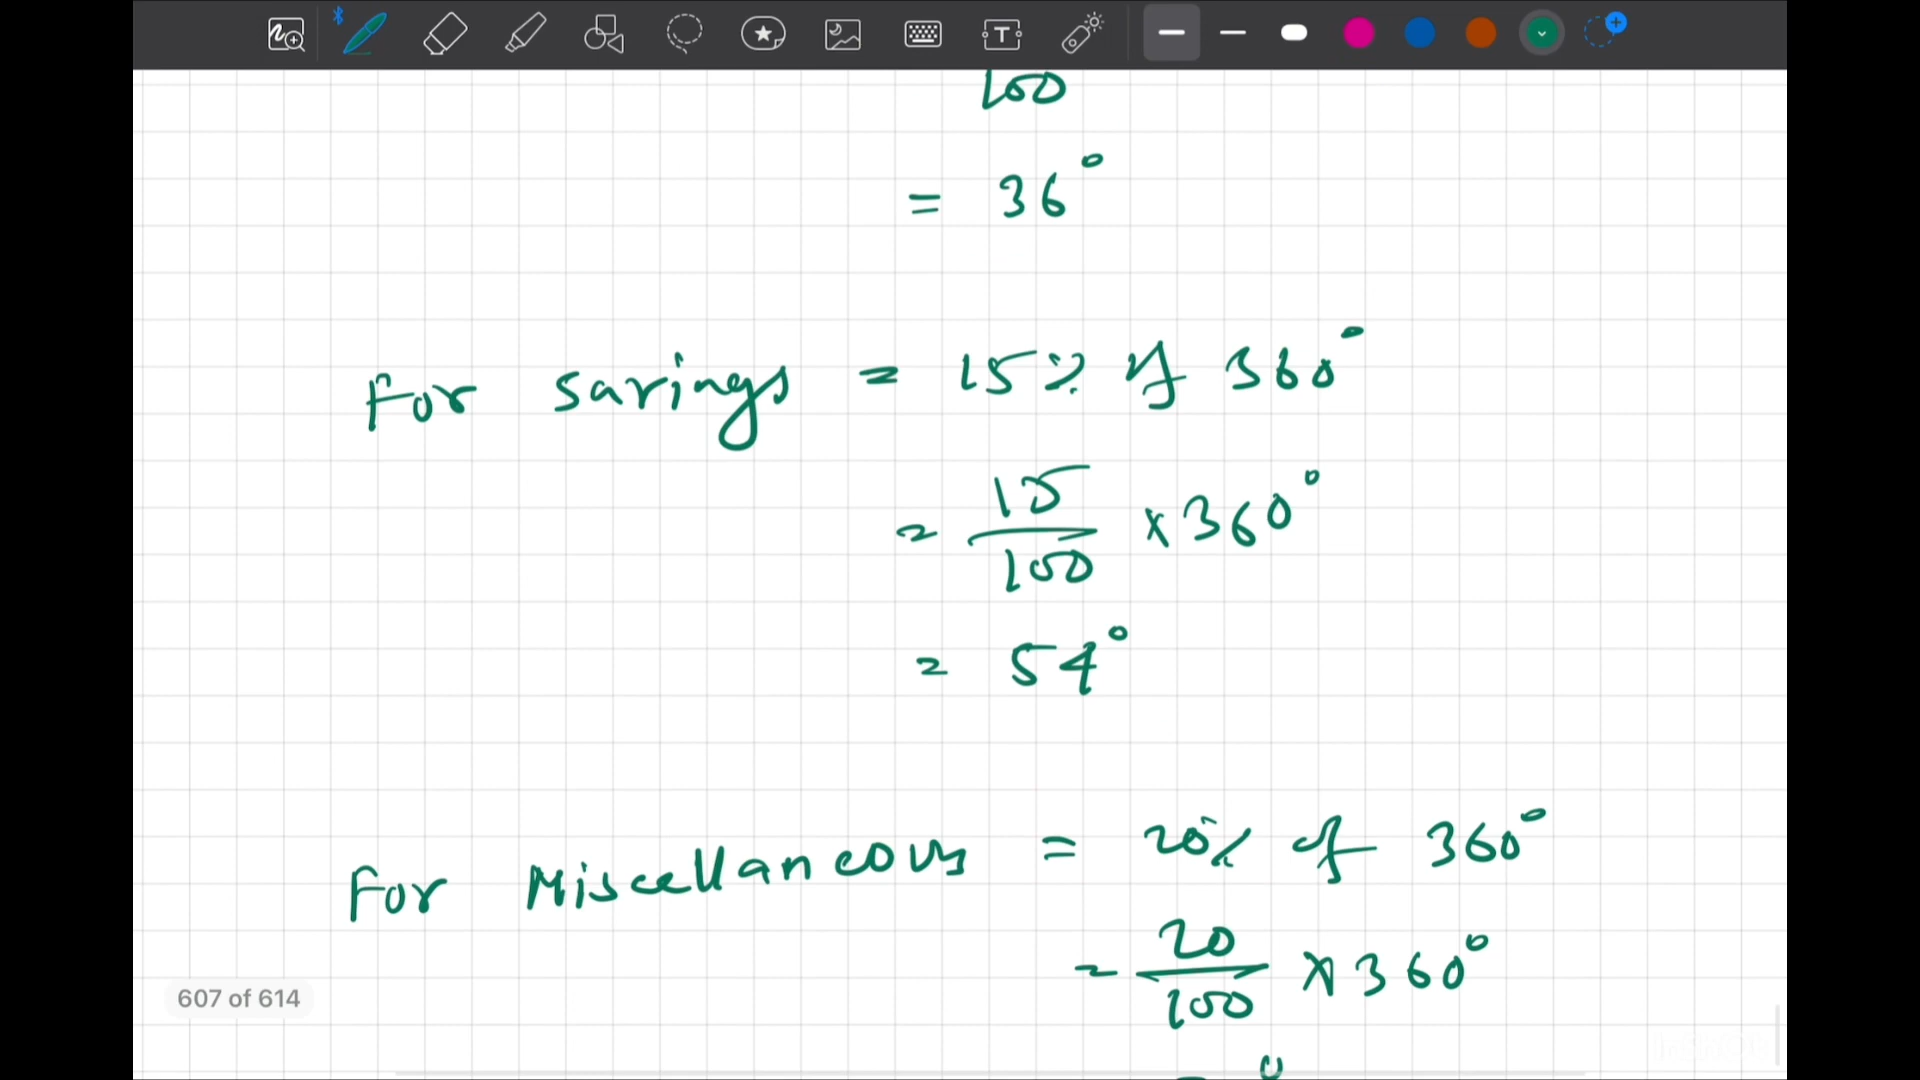 100
= 36°
For savings = 15% of 360°
= 15/100 × 360°
= 54°
For Miscellaneous = 20% of 360°
= 20/100 × 360°
607 of 614